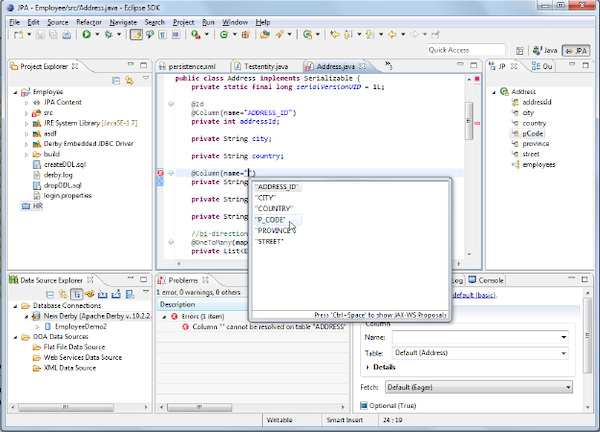 JPA - Employee/src/Address.java - Eclipse SDK
File Edit Source Refactor Navigate Search Project Run Window Help
Quick Access
Java
JPA
Project Explorer
Employee
JPA Content
src
JRE System Library [JavaSE-1.7]
asdf
Derby Embedded JDBC Driver
build
createDDL.sql
derby.log
dropDDL.sql
login.properties
HR
persistence.xml
Testentity.java
Address.java
public class Address implements Serializable {
private static final long serialVersionUID = 1L;
@Id
@Column(name="ADDRESS_ID")
private int addressId;
private String city;
private String country;
@Column(name="")
private String
private String
private String
//bi-direction
@OneToMany(map
private List<E
"ADDRESS_ID"
"CITY"
"COUNTRY"
"P_CODE"
"PROVINCE"
"STREET"
Press 'Ctrl+Space' to show JAX-WS Proposals
JP
Ou
Address
addressId
city
country
pCode
province
street
employees
Data Source Explorer
Database Connections
New Derby (Apache Derby v. 10.2.2.
EmployeeDemo2
ODA Data Sources
Flat File Data Source
Web Services Data Source
XML Data Source
Problems
1 error, 0 warnings, 0 others
Description
Errors (1 item)
Column "" cannot be resolved on table "ADDRESS"
Log
Console
default (basic).
Column
Name:
Table:
Default (Address)
Details
Fetch:
Default (Eager)
Optional (True)
Writable
Smart Insert
24 : 19